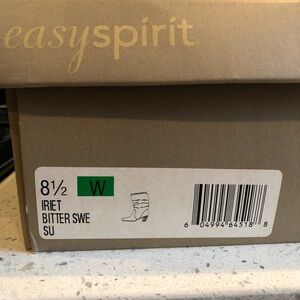 easyspirit
8½ W
IRIET
BITTER SWE
SU
6 04994 64518 8